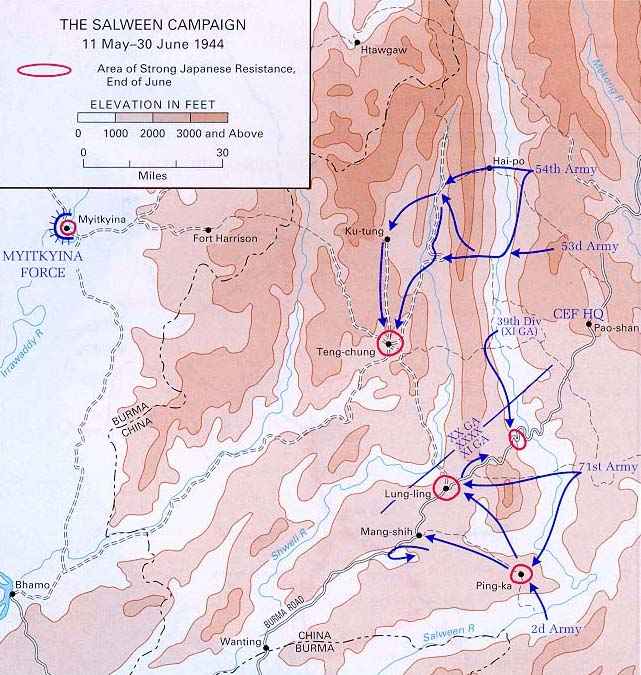 THE SALWEEN CAMPAIGN
11 May–30 June 1944
Area of Strong Japanese Resistance,
End of June
ELEVATION IN FEET
0 1000 2000 3000 and Above
0 30
Miles
Htawgaw
Mekong R
Hai-po
54th Army
Myitkyina
MYITKYINA
FORCE
Fort Harrison
Ku-tung
53d Army
Irrawaddy R
39th Div
(XI GA)
CEF HQ
Pao-shan
Teng-chung
BURMA
CHINA
XX GA
XXXX
XI GA
71st Army
Lung-ling
Mang-shih
Shweli R
Ping-ka
Bhamo
BURMA ROAD
2d Army
Wanting
CHINA
BURMA
Salween R